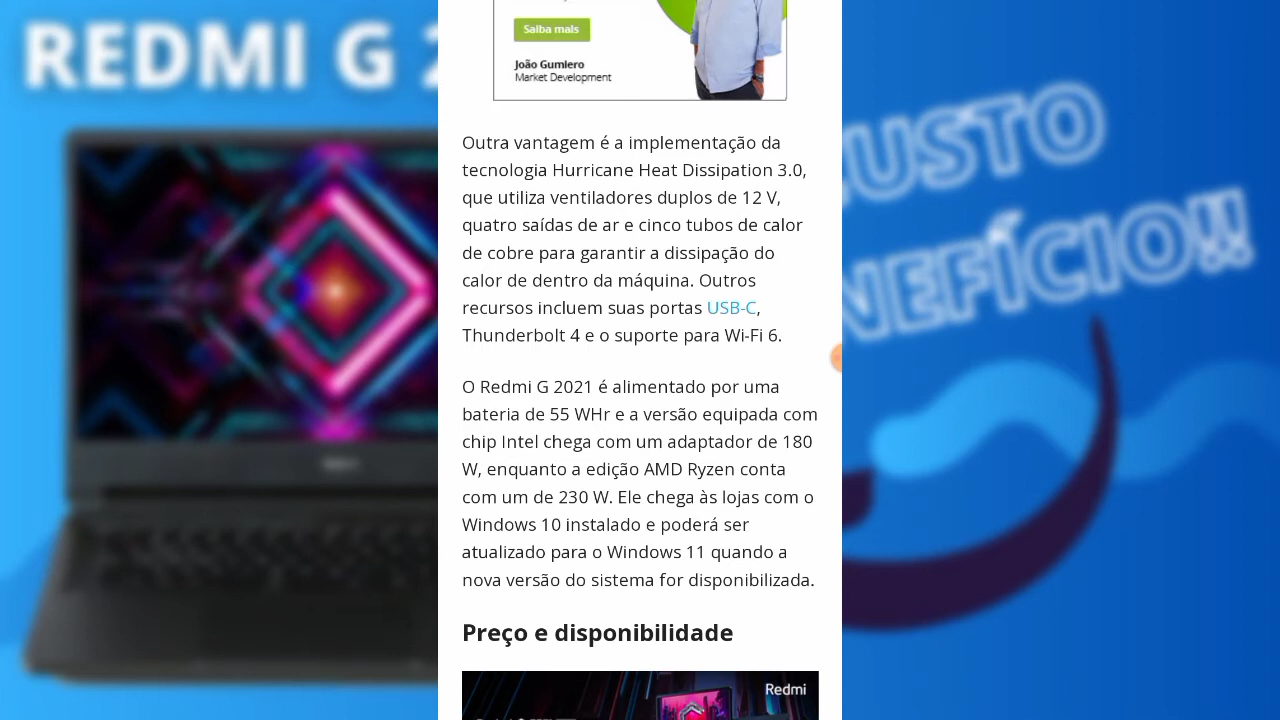 REDMI G 2
Saiba mais
João Gumiero
Market Development
Outra vantagem é a implementação da
tecnologia Hurricane Heat Dissipation 3.0,
que utiliza ventiladores duplos de 12 V,
quatro saídas de ar e cinco tubos de calor
de cobre para garantir a dissipação do
calor de dentro da máquina. Outros
recursos incluem suas portas USB-C,
Thunderbolt 4 e o suporte para Wi-Fi 6.
O Redmi G 2021 é alimentado por uma
bateria de 55 WHr e a versão equipada com
chip Intel chega com um adaptador de 180
W, enquanto a edição AMD Ryzen conta
com um de 230 W. Ele chega às lojas com o
Windows 10 instalado e poderá ser
atualizado para o Windows 11 quando a
nova versão do sistema for disponibilizada.
Preço e disponibilidade
Redmi
USTO
NEFÍCIO!!